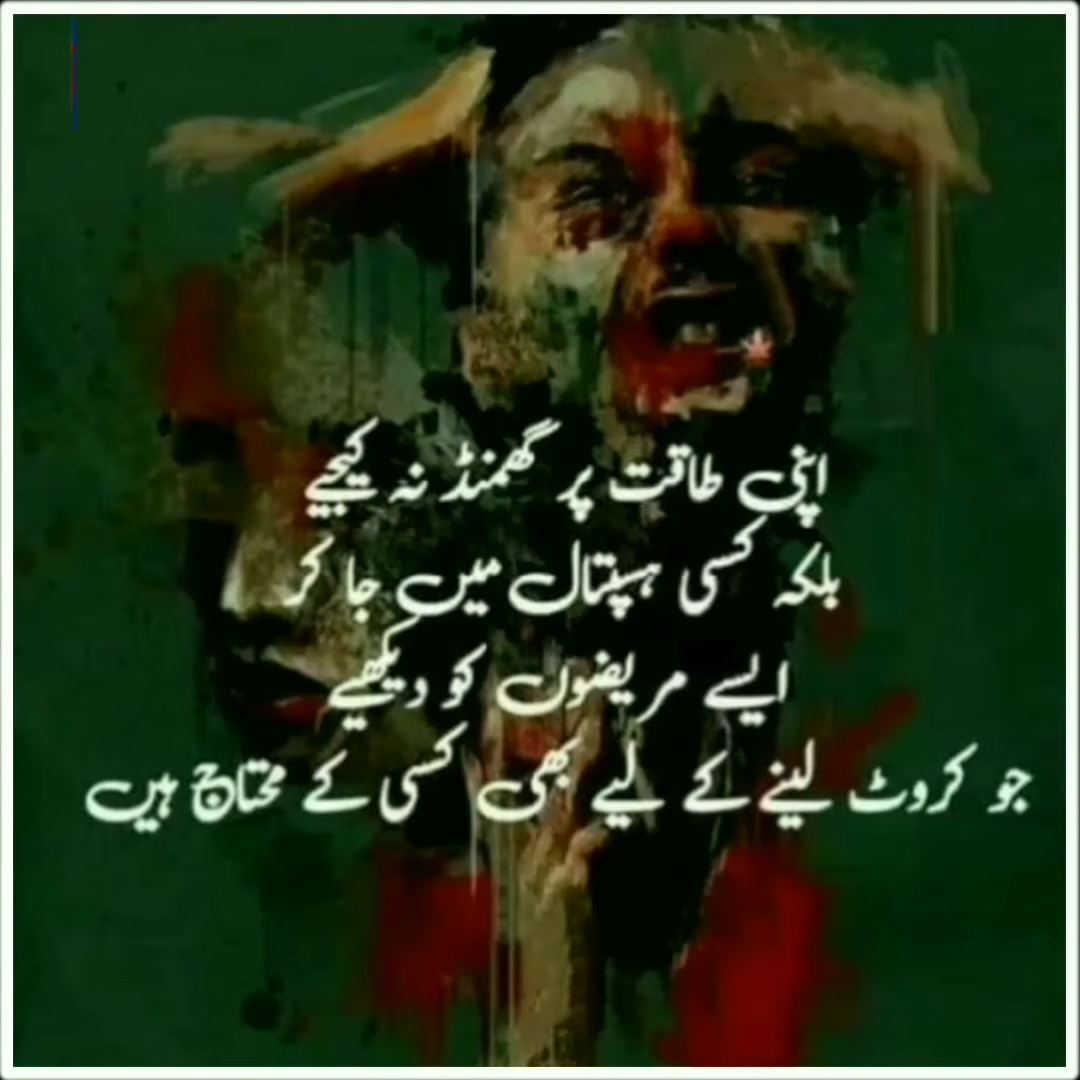 اپنی طاقت پر گھمنڈ نہ کیجیے
بلکہ کسی ہسپتال میں جا کر
ایسے مریضوں کو دیکھیے
جو کروٹ لینے کے لیے بھی کسی کے محتاج ہیں